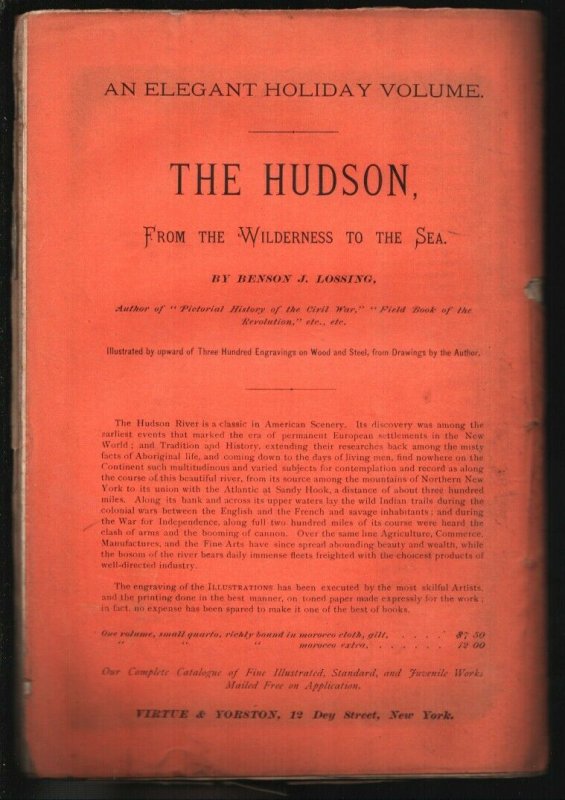 AN ELEGANT HOLIDAY VOLUME.
THE HUDSON,
FROM THE WILDERNESS TO THE SEA.
BY BENSON J. LOSSING,
Author of "Pictorial History of the Civil War," "Field Book of the
Revolution," etc., etc.
Illustrated by upward of Three Hundred Engravings on Wood and Steel, from Drawings by the Author.
The Hudson River is a classic in American Scenery. Its discovery was among the
earliest events that marked the era of permanent European settlements in the New
World; and Tradition and History, extending their researches back among the misty
facts of Aboriginal life, and coming down to the days of living men, find nowhere on the
Continent such multitudinous and varied subjects for contemplation and record as along
the course of this beautiful river, from its source among the mountains of Northern New
York to its union with the Atlantic at Sandy Hook, a distance of about three hundred
miles. Along its bank and across its upper waters lay the wild Indian trails during the
colonial wars between the English and the French and savage inhabitants; and during
the War for Independence, along full two hundred miles of its course were heard the
clash of arms and the booming of cannon. Over the same line Agriculture, Commerce,
Manufactures, and the Fine Arts have since spread abounding beauty and wealth, while
the bosom of the river bears daily immense fleets freighted with the choicest products of
well-directed industry.
The engraving of the ILLUSTRATIONS has been executed by the most skilful Artists,
and the printing done in the best manner, on toned paper made expressly for the work;
in fact, no expense has been spared to make it one of the best of books.
One volume, small quarto, richly bound in morocco cloth, gilt. . . . . . $7 50
" " " morocco extra. . . . . . . . 12 00
Our Complete Catalogue of Fine Illustrated, Standard, and Juvenile Works
Mailed Free on Application.
VIRTUE & YORSTON, 12 Dey Street, New York.